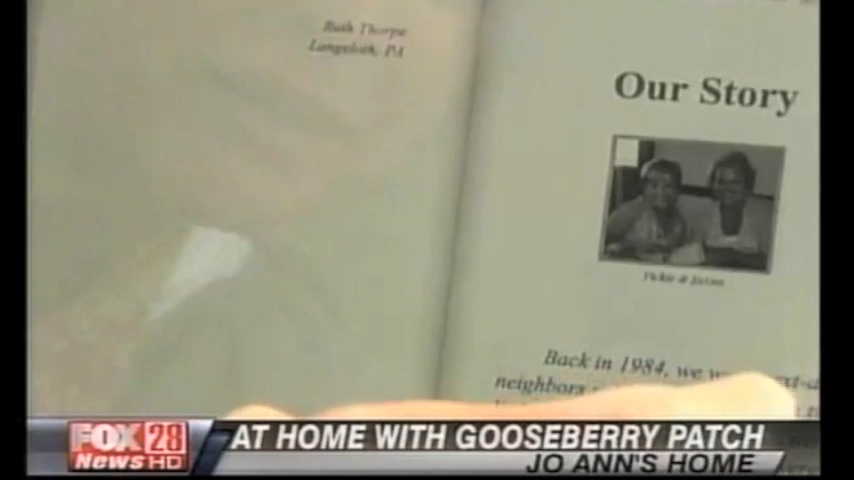 Ruth Thorpe
Langeloth, PA
Our Story
Vickie & JoAnn
Back in 1984, we
neighbors
FOX 28
News HD
AT HOME WITH GOOSEBERRY PATCH
JO ANN'S HOME